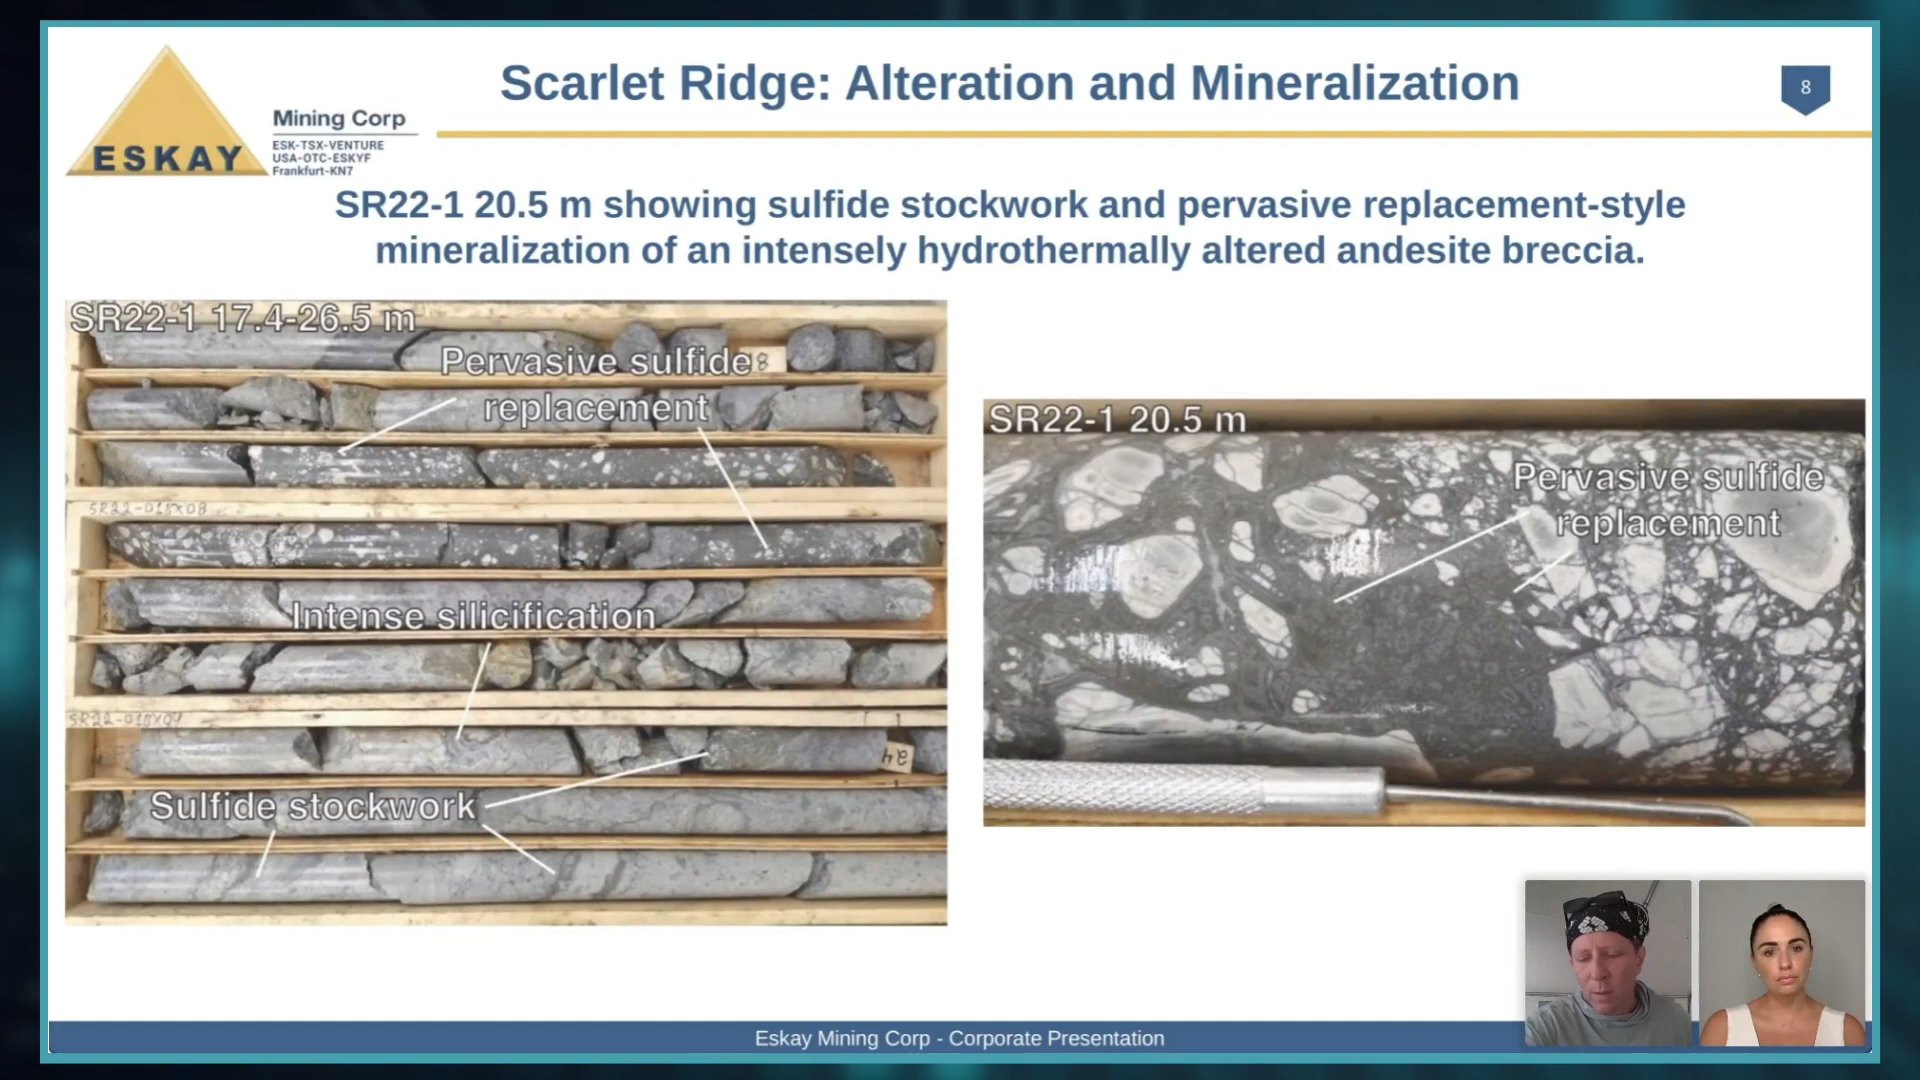 Scarlet Ridge: Alteration and Mineralization
8
ESKAY
Mining Corp
ESK-TSX-VENTURE
USA-OTC-ESKYF
Frankfurt-KN7
SR22-1 20.5 m showing sulfide stockwork and pervasive replacement-style
mineralization of an intensely hydrothermally altered andesite breccia.
SR22-1 17.4-26.5 m
Pervasive sulfide
replacement
Intense silicification
Sulfide stockwork
24
SR22-1 20.5 m
Pervasive sulfide
replacement
Eskay Mining Corp - Corporate Presentation